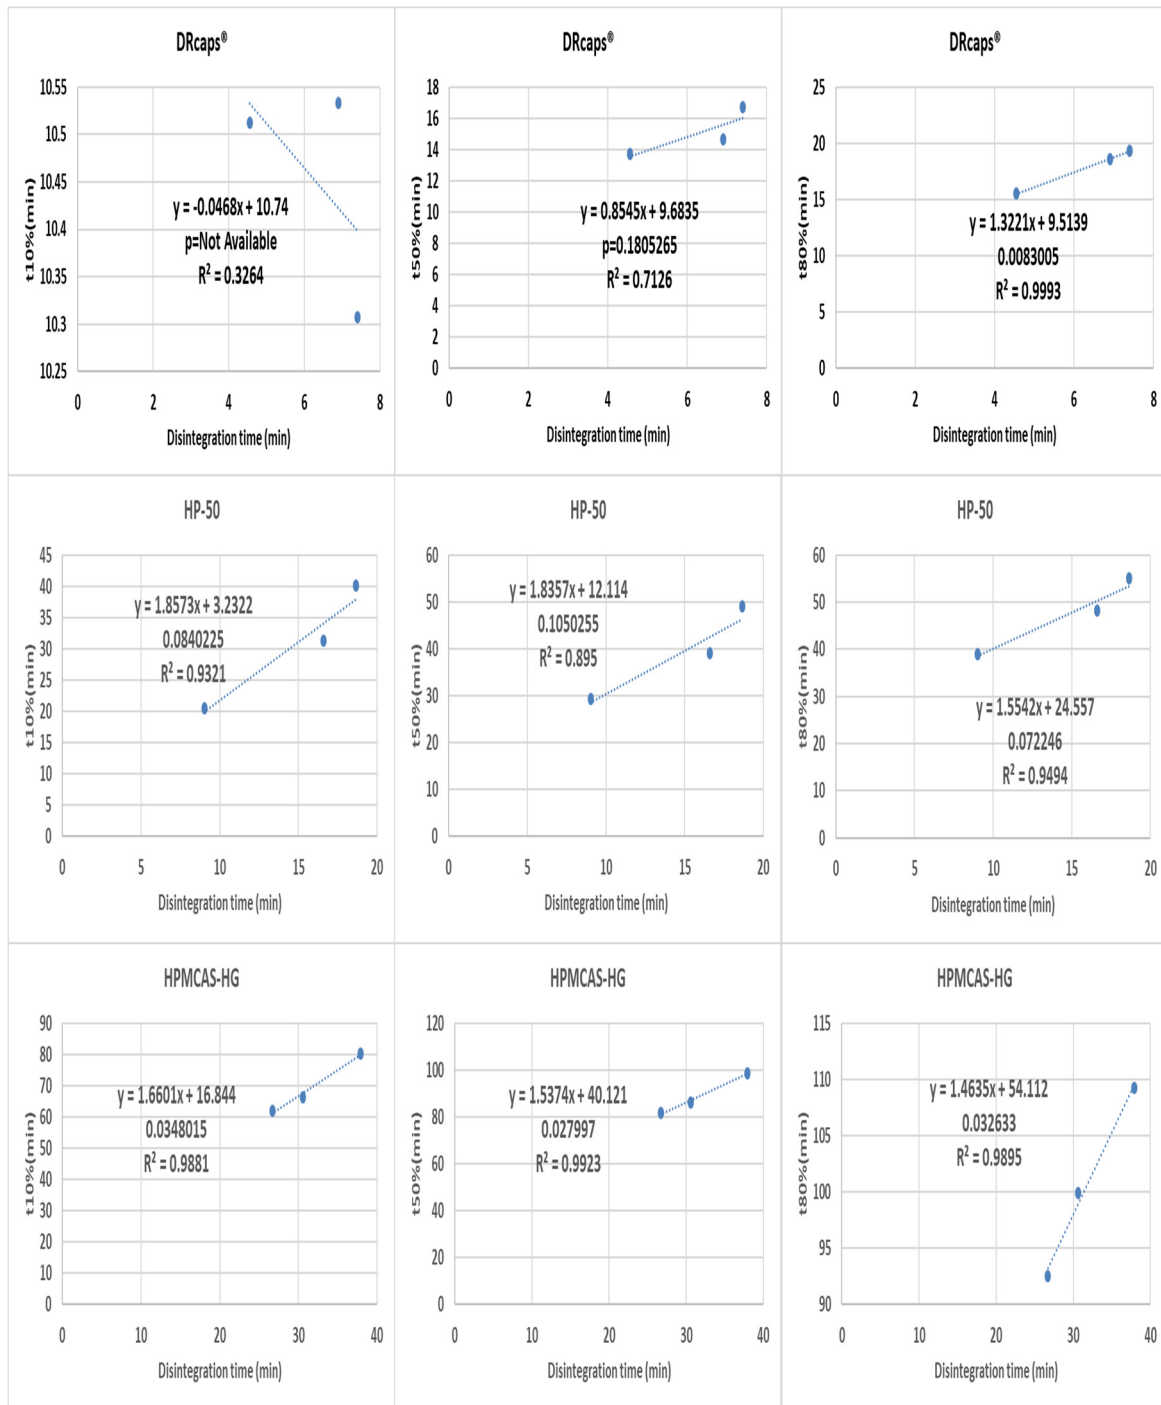 DRcaps®
t10%(min)
10.55
10.5
10.45
10.4
10.35
10.3
10.25
y = -0.0468x + 10.74
p=Not Available
R² = 0.3264
0 2 4 6 8
Disintegration time (min)
DRcaps®
t50%(min)
18
16
14
12
10
8
6
4
2
0
y = 0.8545x + 9.6835
p=0.1805265
R² = 0.7126
0 2 4 6 8
Disintegration time (min)
DRcaps®
t80%(min)
25
20
15
10
5
0
y = 1.3221x + 9.5139
0.0083005
R² = 0.9993
0 2 4 6 8
Disintegration time (min)
HP-50
t10%(min)
45
40
35
30
25
20
15
10
5
0
y = 1.8573x + 3.2322
0.0840225
R² = 0.9321
0 5 10 15 20
Disintegration time (min)
HP-50
t50%(min)
60
50
40
30
20
10
0
y = 1.8357x + 12.114
0.1050255
R² = 0.895
0 5 10 15 20
Disintegration time (min)
HP-50
t80%(min)
60
50
40
30
20
10
0
y = 1.5542x + 24.557
0.072246
R² = 0.9494
0 5 10 15 20
Disintegration time (min)
HPMCAS-HG
t10%(min)
90
80
70
60
50
40
30
20
10
0
y = 1.6601x + 16.844
0.0348015
R² = 0.9881
0 10 20 30 40
Disintegration time (min)
HPMCAS-HG
t50%(min)
120
100
80
60
40
20
0
y = 1.5374x + 40.121
0.027997
R² = 0.9923
0 10 20 30 40
Disintegration time (min)
HPMCAS-HG
t80%(min)
115
110
105
100
95
90
y = 1.4635x + 54.112
0.032633
R² = 0.9895
0 10 20 30 40
Disintegration time (min)